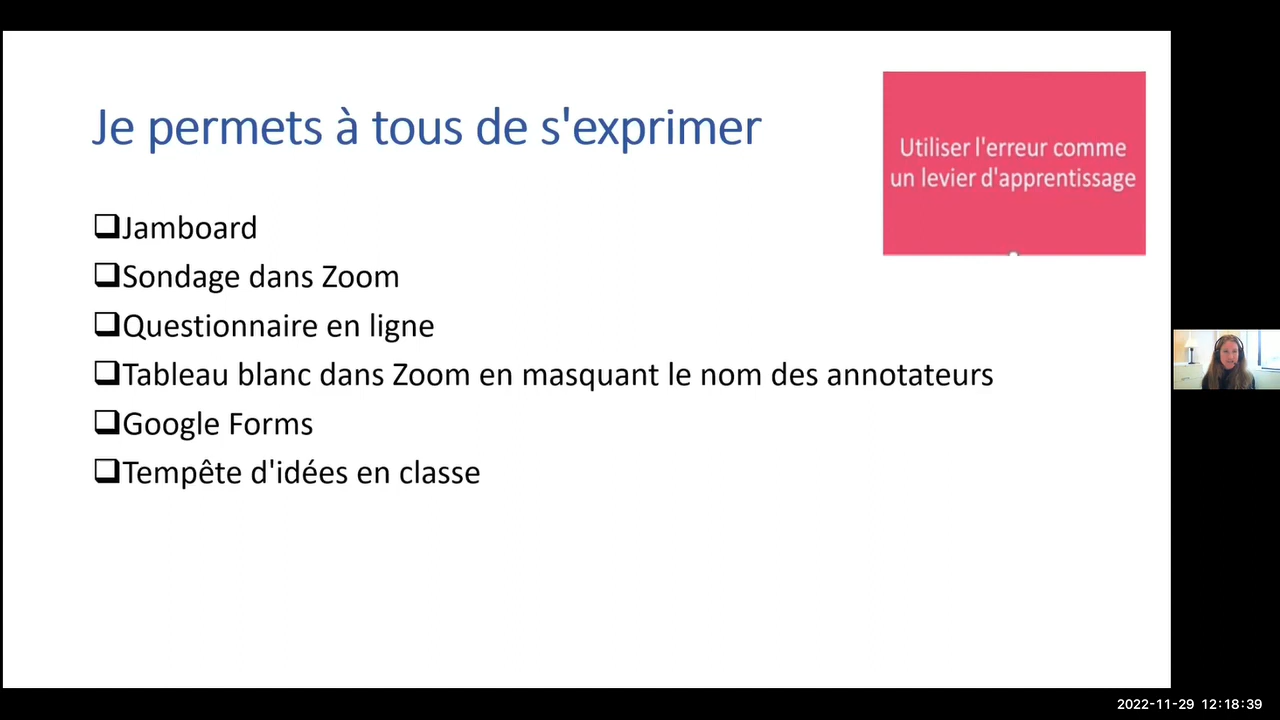 Je permets à tous de s'exprimer
Utiliser l'erreur comme
un levier d'apprentissage
Jamboard
Sondage dans Zoom
Questionnaire en ligne
Tableau blanc dans Zoom en masquant le nom des annotateurs
Google Forms
Tempête d'idées en classe
2022-11-29 12:18:39